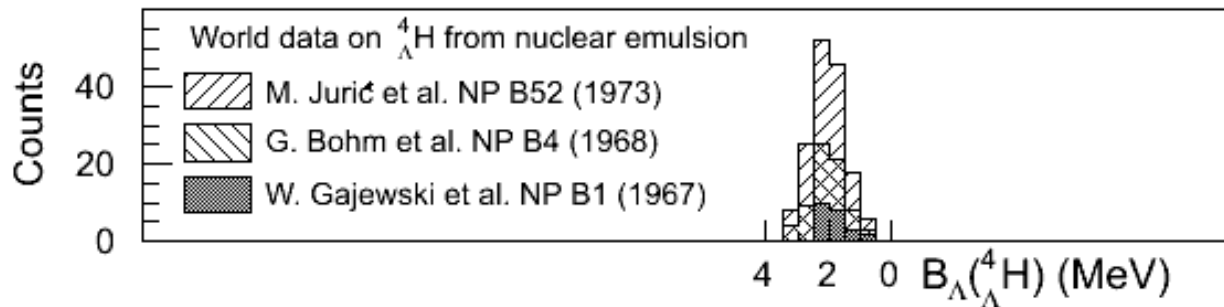 World data on ⁴ΛH from nuclear emulsion
M. Jurić et al. NP B52 (1973)
G. Bohm et al. NP B4 (1968)
W. Gajewski et al. NP B1 (1967)
Counts
40
20
0
4 2 0 BΛ(⁴ΛH) (MeV)